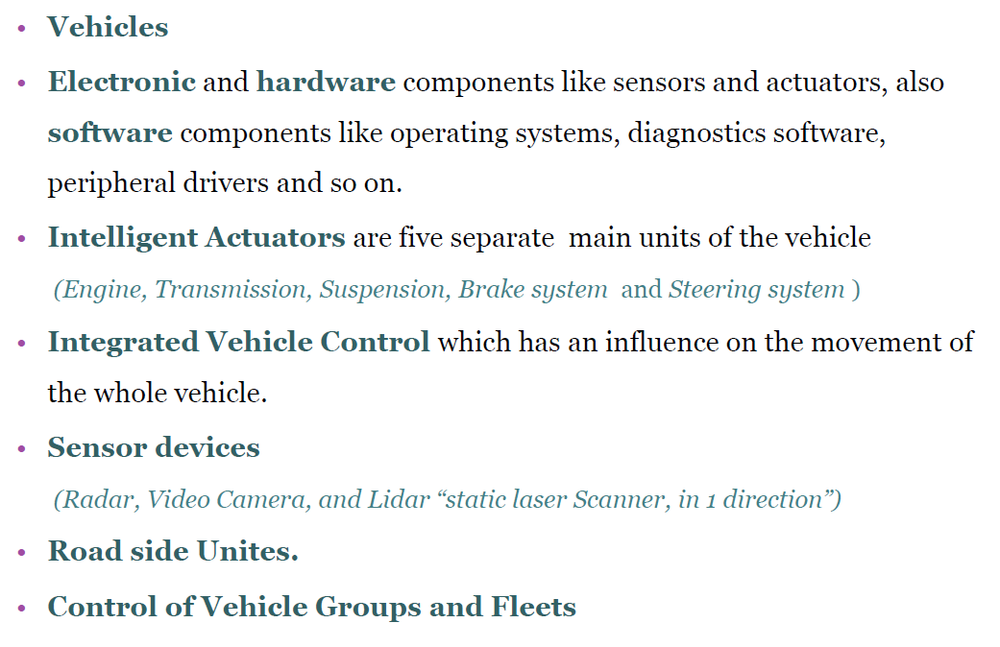 • Vehicles
• Electronic and hardware components like sensors and actuators, also
software components like operating systems, diagnostics software,
peripheral drivers and so on.
• Intelligent Actuators are five separate  main units of the vehicle
(Engine, Transmission, Suspension, Brake system  and Steering system )
• Integrated Vehicle Control which has an influence on the movement of
the whole vehicle.
• Sensor devices
(Radar, Video Camera, and Lidar “static laser Scanner, in 1 direction”)
• Road side Unites.
• Control of Vehicle Groups and Fleets